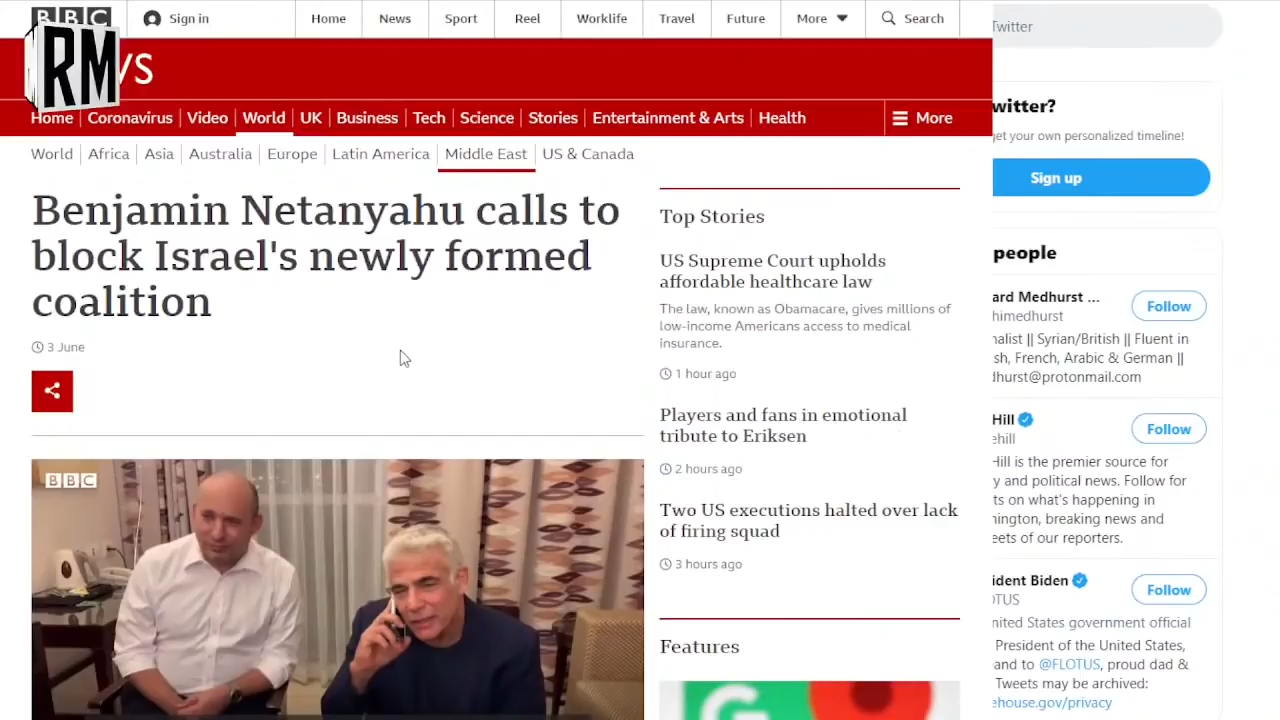 BBC
Sign in
Home
News
Sport
Reel
Worklife
Travel
Future
More
Search
RM
Home
Coronavirus
Video
World
UK
Business
Tech
Science
Stories
Entertainment & Arts
Health
More
World
Africa
Asia
Australia
Europe
Latin America
Middle East
US & Canada
Benjamin Netanyahu calls to
block Israel's newly formed
coalition
3 June
BBC
Top Stories
US Supreme Court upholds
affordable healthcare law
The law, known as Obamacare, gives millions of
low-income Americans access to medical
insurance.
1 hour ago
Players and fans in emotional
tribute to Eriksen
2 hours ago
Two US executions halted over lack
of firing squad
3 hours ago
Features
Twitter
witter?
get your own personalized timeline!
Sign up
people
ard Medhurst ...
himedhurst
Follow
nalist || Syrian/British || Fluent in
sh, French, Arabic & German ||
dhurst@protonmail.com
Hill
ehill
Follow
Hill is the premier source for
y and political news. Follow for
ts on what's happening in
hington, breaking news and
eets of our reporters.
ident Biden
OTUS
Follow
nited States government official
President of the United States,
and to @FLOTUS, proud dad &
Tweets may be archived:
ehouse.gov/privacy